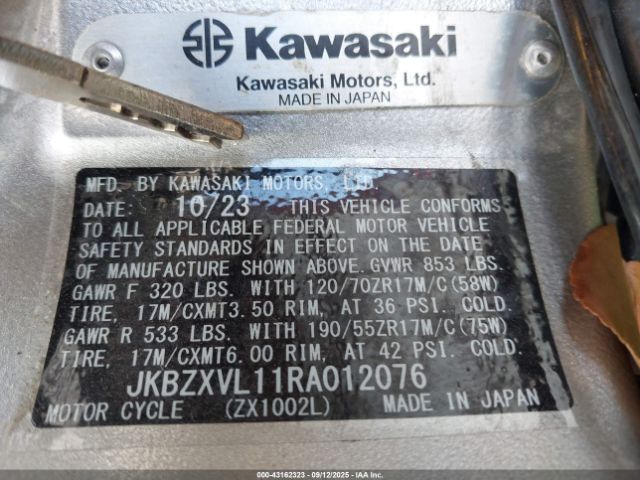 Kawasaki
Kawasaki Motors, Ltd.
MADE IN JAPAN
MFD. BY KAWASAKI MOTORS, LTD.
DATE: 10/23 THIS VEHICLE CONFORMS
TO ALL APPLICABLE FEDERAL MOTOR VEHICLE
SAFETY STANDARDS IN EFFECT ON THE DATE
OF MANUFACTURE SHOWN ABOVE. GVWR 853 LBS.
GAWR F 320 LBS. WITH 120/70ZR17M/C(58W)
TIRE, 17M/CXMT3.50 RIM, AT 36 PSI. COLD.
GAWR R 533 LBS. WITH 190/55ZR17M/C(75W)
TIRE, 17M/CXMT6.00 RIM, AT 42 PSI. COLD.
JKBZXVL11RA012076
MOTOR CYCLE (ZX1002L) MADE IN JAPAN
000-43162323 - 09/12/2025 - COPART.COM